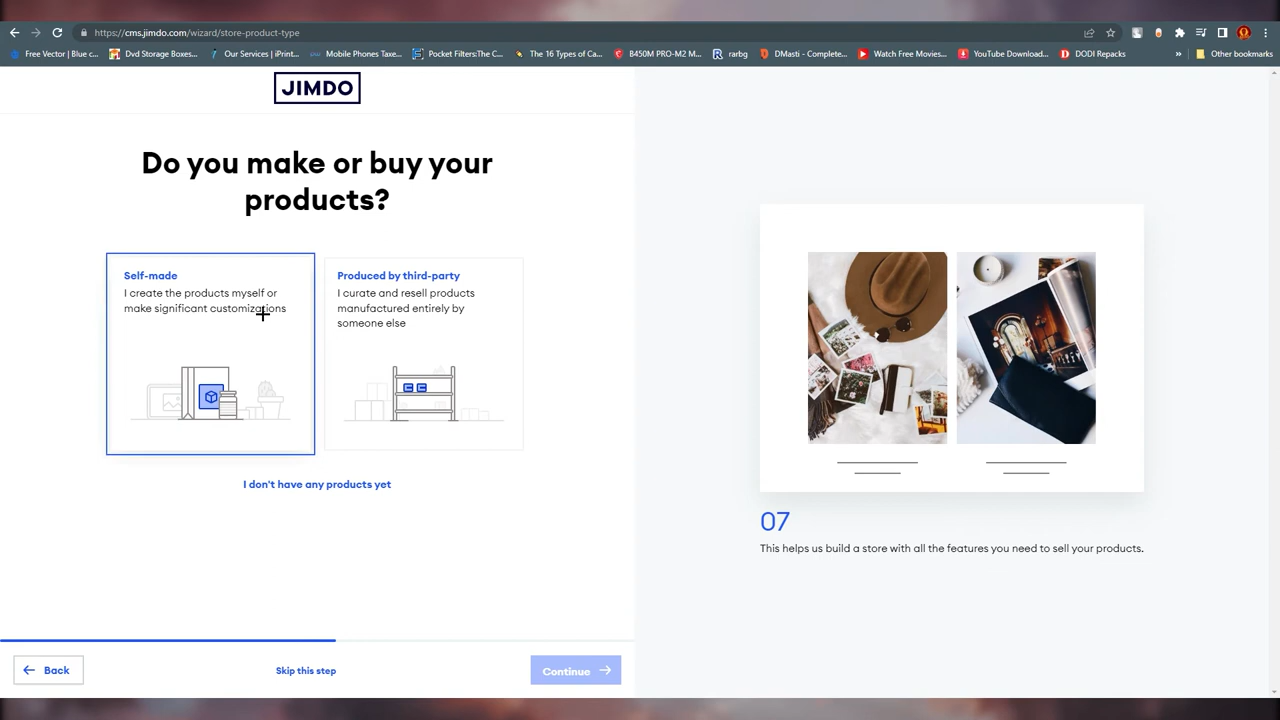 https://cms.jimdo.com/wizard/store-product-type
Free Vector | Blue c...
Dvd Storage Boxes...
Our Services | iPrint...
Mobile Phones Taxe...
Pocket Filters:The C...
The 16 Types of Ca...
B450M PRO-M2 M...
rarbg
DMasti - Complete...
Watch Free Movies...
YouTube Download...
DODI Repacks
»
Other bookmarks
JIMDO
Do you make or buy your
products?
Self-made
I create the products myself or
make significant customizations
Produced by third-party
I curate and resell products
manufactured entirely by
someone else
I don't have any products yet
07
This helps us build a store with all the features you need to sell your products.
Back
Skip this step
Continue